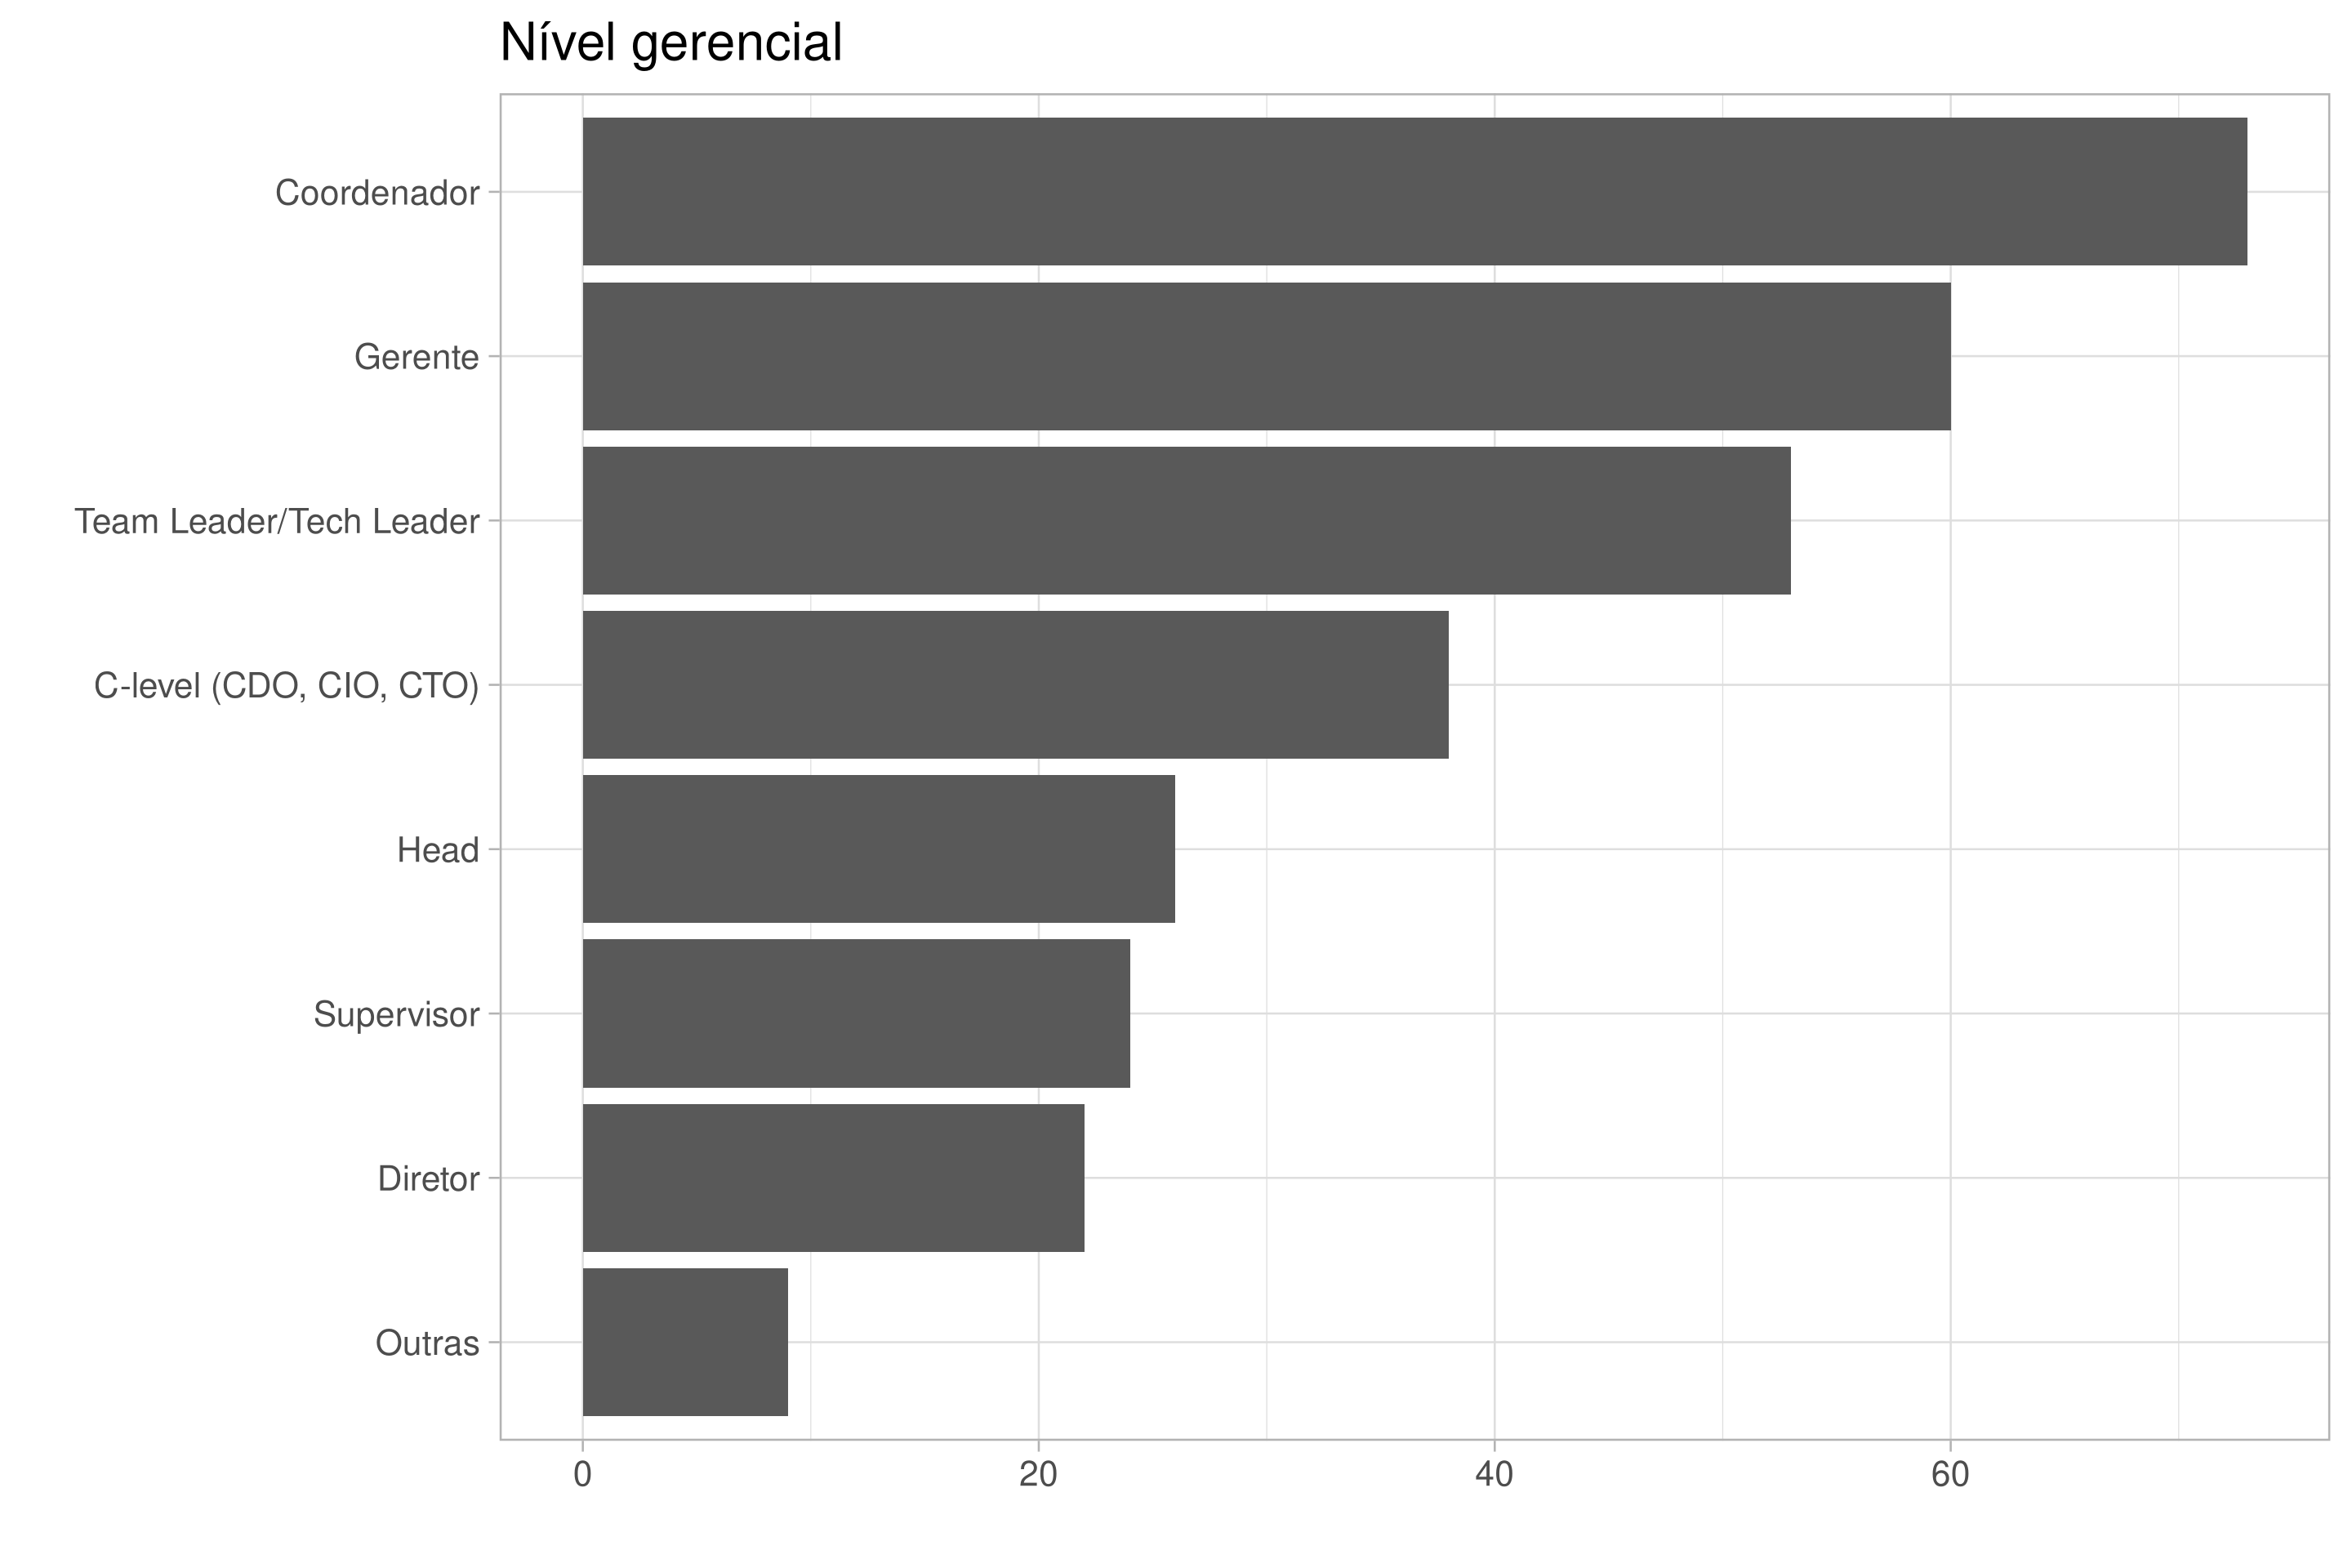 Nível gerencial
Coordenador
Gerente
Team Leader/Tech Leader
C-level (CDO, CIO, CTO)
Head
Supervisor
Diretor
Outras
0 20 40 60